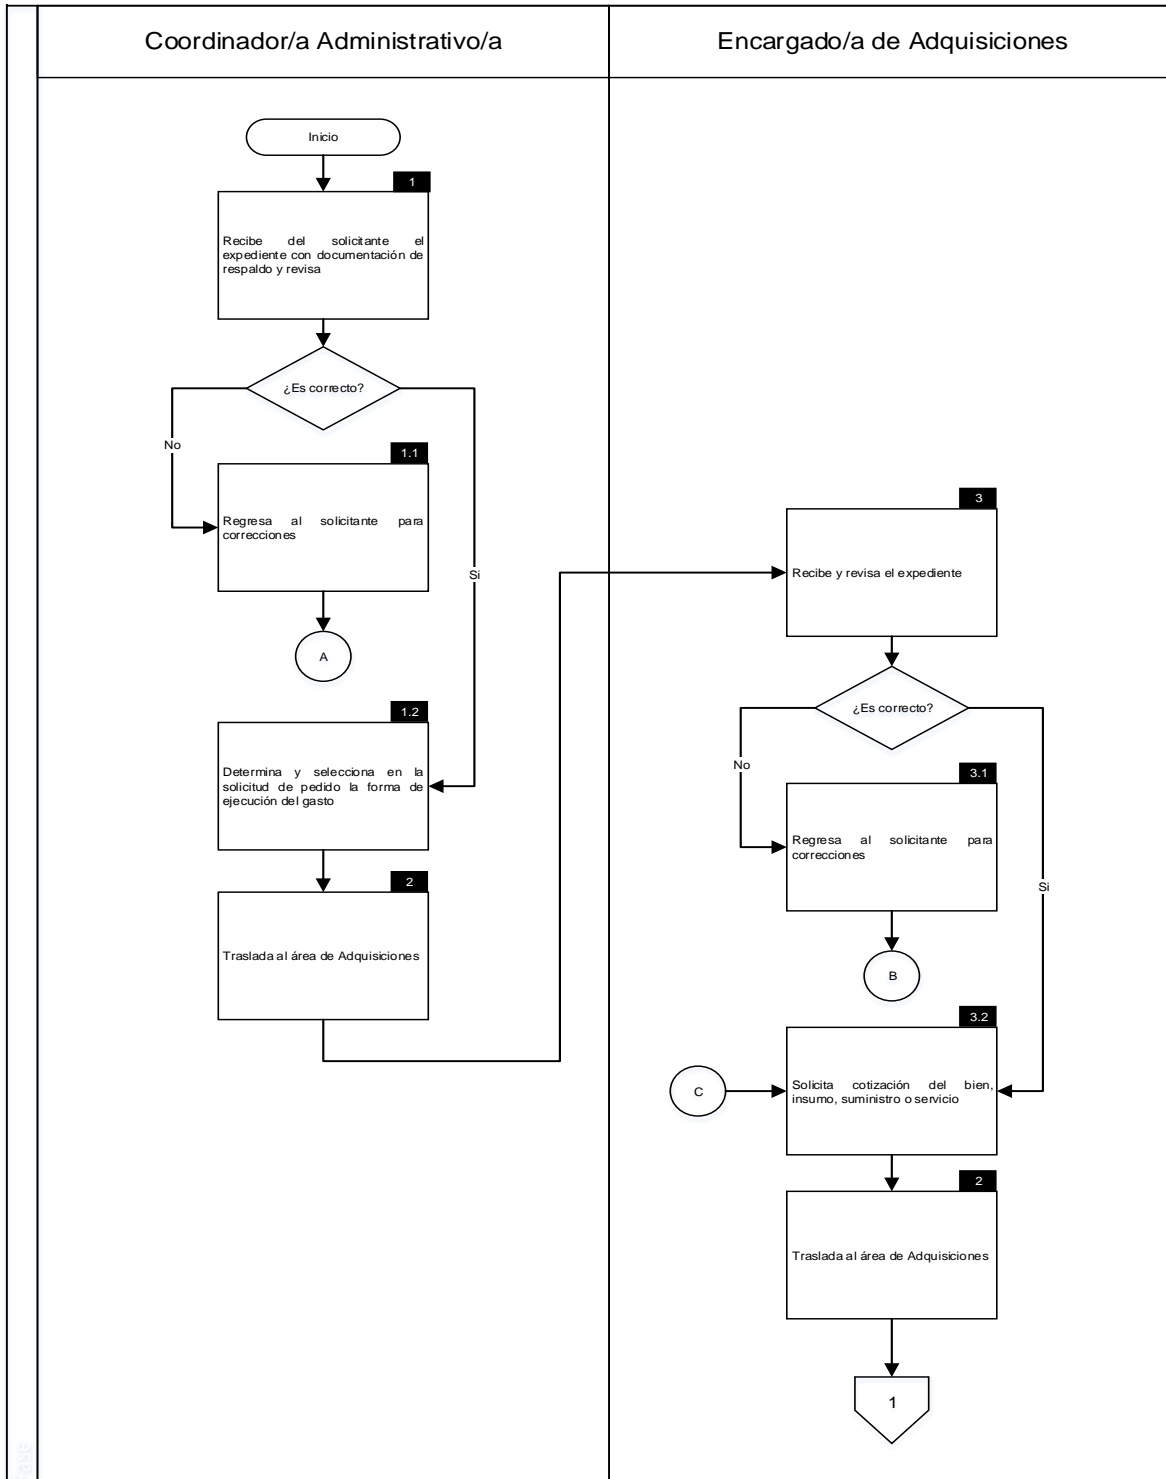 Coordinador/a Administrativo/a
Encargado/a de Adquisiciones
Inicio
1
Recibe del solicitante el
expediente con documentación de
respaldo y revisa
¿Es correcto?
No
Si
1.1
Regresa al solicitante para
correcciones
A
1.2
Determina y selecciona en la
solicitud de pedido la forma de
ejecución del gasto
2
Traslada al área de Adquisiciones
3
Recibe y revisa el expediente
¿Es correcto?
No
Si
3.1
Regresa al solicitante para
correcciones
B
3.2
C
Solicita cotización del bien,
insumo, suministro o servicio
2
Traslada al área de Adquisiciones
1
Fase